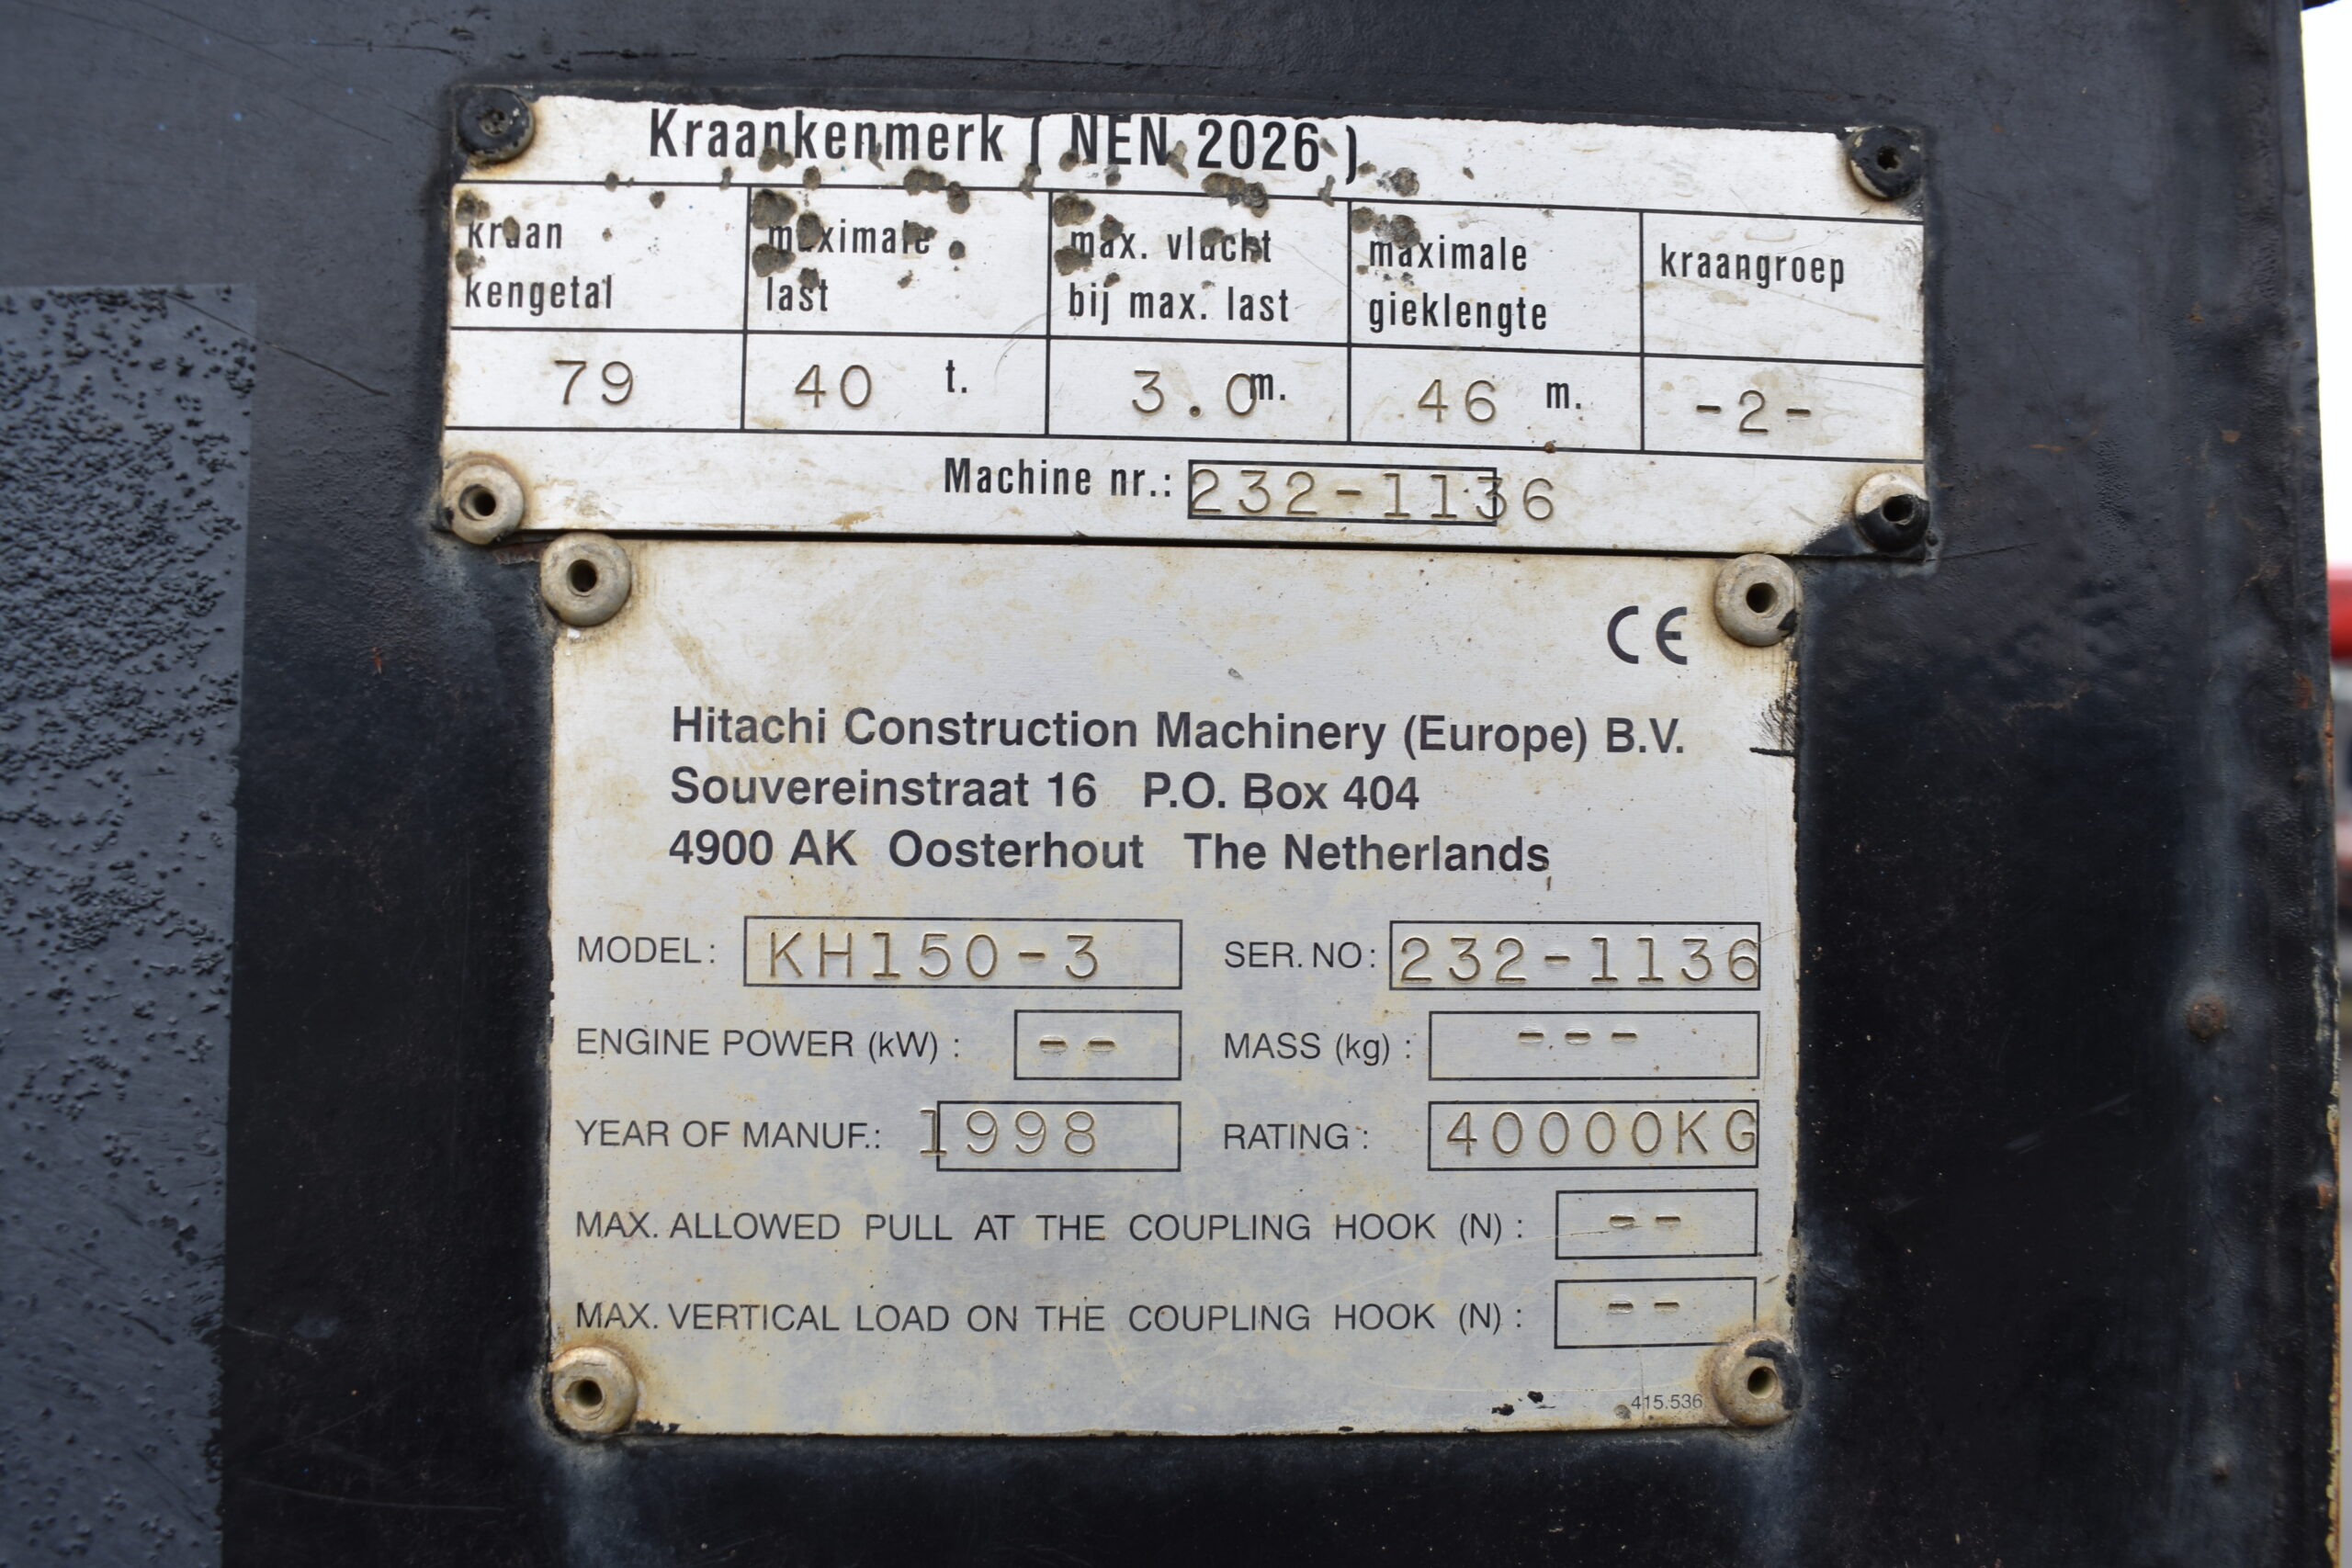 Kraankenmerk ( NEN 2026 )
kraan kengetal
maximale last
max. vlucht bij max. last
maximale gieklengte
kraangroep
79
40 t.
3.0 m.
46 m.
-2-
Machine nr.: 232-1136
CE
Hitachi Construction Machinery (Europe) B.V.
Souvereinstraat 16 P.O. Box 404
4900 AK Oosterhout The Netherlands
MODEL: KH150-3 SER. NO: 232-1136
ENGINE POWER (kW) : -- MASS (kg) : ---
YEAR OF MANUF.: 1998 RATING : 40000KG
MAX. ALLOWED PULL AT THE COUPLING HOOK (N) : --
MAX. VERTICAL LOAD ON THE COUPLING HOOK (N) : --
415.536